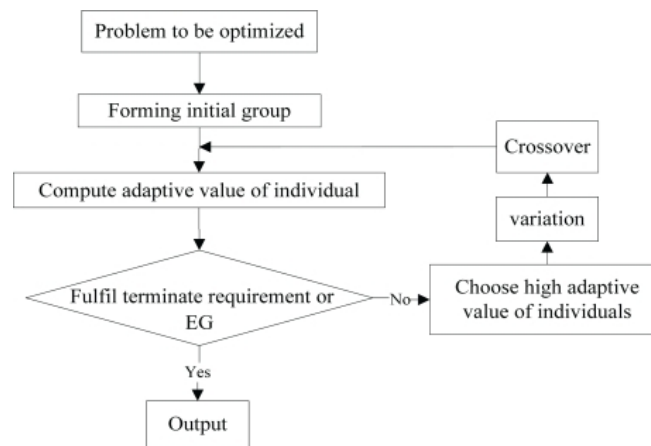 Problem to be optimized
Forming initial group
Crossover
Compute adaptive value of individual
variation
Fulfil terminate requirement or
EG
No
Choose high adaptive
value of individuals
Yes
Output